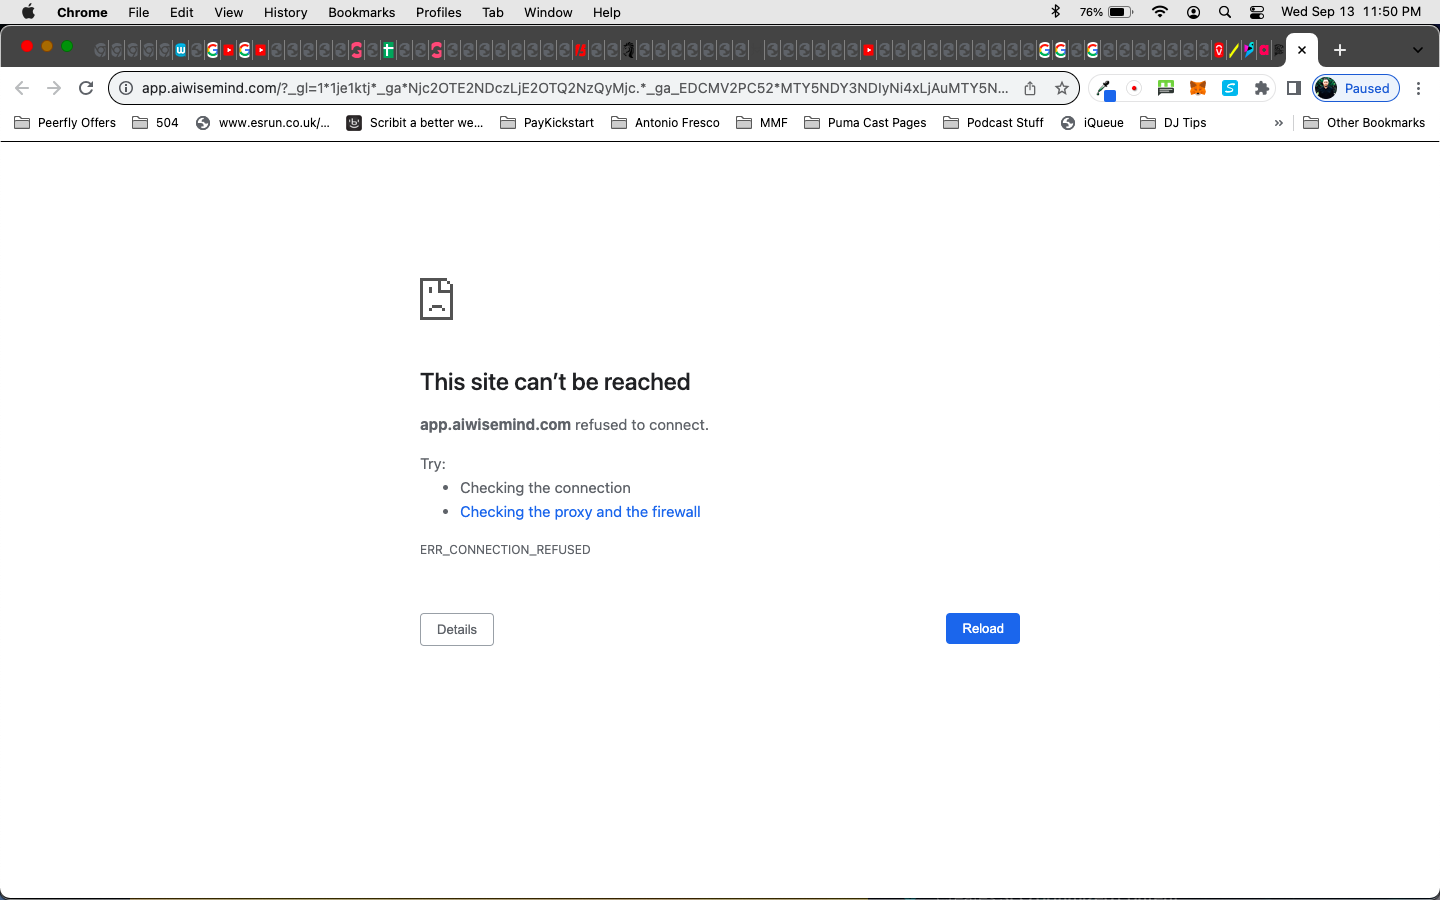 Chrome File Edit View History Bookmarks Profiles Tab Window Help 76% Wed Sep 13 11:50 PM
app.aiwisemind.com/?_gl=1*1je1ktj*_ga*Njc2OTE2NDczLjE2OTQ2NzQyMjc.*_ga_EDCMV2PC52*MTY5NDY3NDIyNi4xLjAuMTY5N... Paused
Peerfly Offers 504 www.esrun.co.uk/... Scribit a better we... PayKickstart Antonio Fresco MMF Puma Cast Pages Podcast Stuff iQueue DJ Tips » Other Bookmarks
This site can't be reached
app.aiwisemind.com refused to connect.
Try:
• Checking the connection
• Checking the proxy and the firewall
ERR_CONNECTION_REFUSED
Details Reload